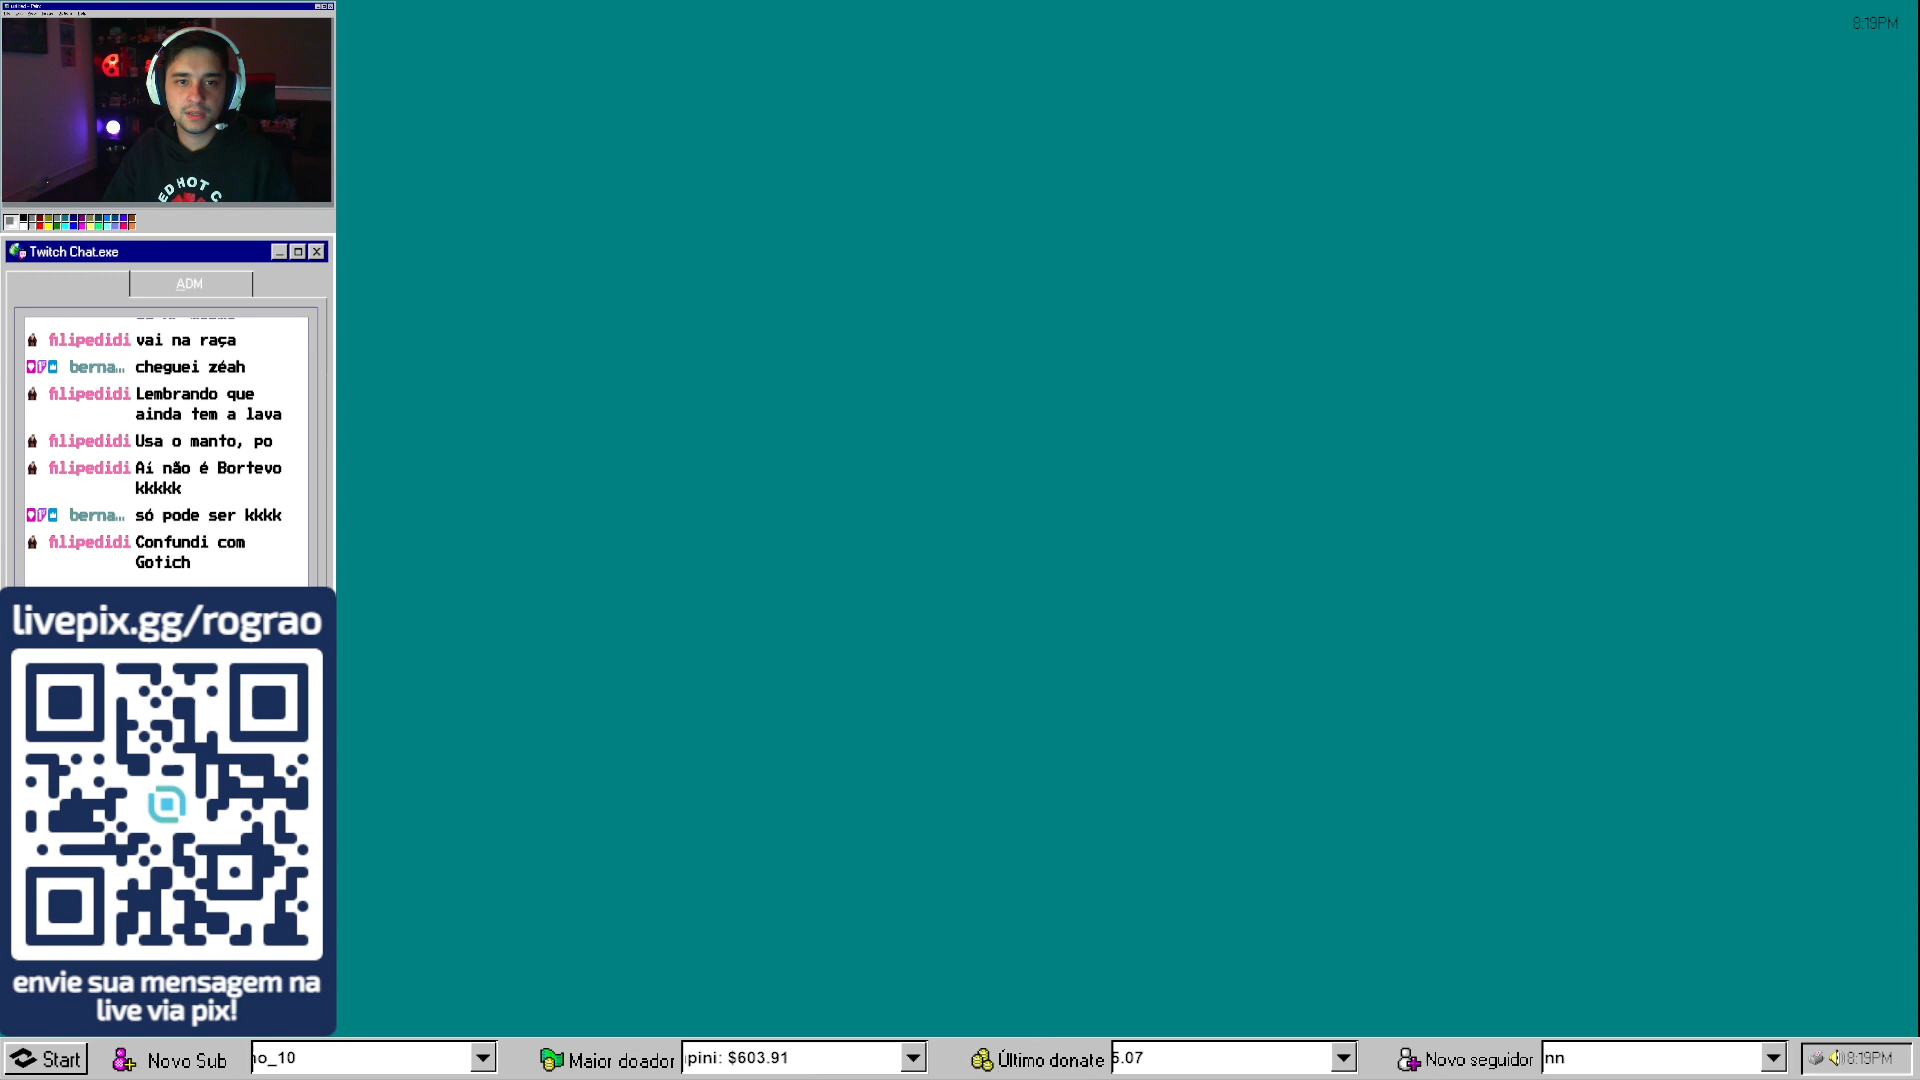 8:19PM
ED HOT C
Twitch Chat.exe
ADM
filipedidi vai na raça
berna... cheguei zéah
filipedidi Lembrando que
ainda tem a lava
filipedidi Usa o manto, po
filipedidi Aí não é Bortevo
kkkkk
berna... só pode ser kkkk
filipedidi Confundi com
Gotich
livepix.gg/rograo
envie sua mensagem na
live via pix!
Start
Novo Sub
o_10
Maior doador
pini: $603.91
Último donate
5.07
Novo seguidor
nn
8:19PM